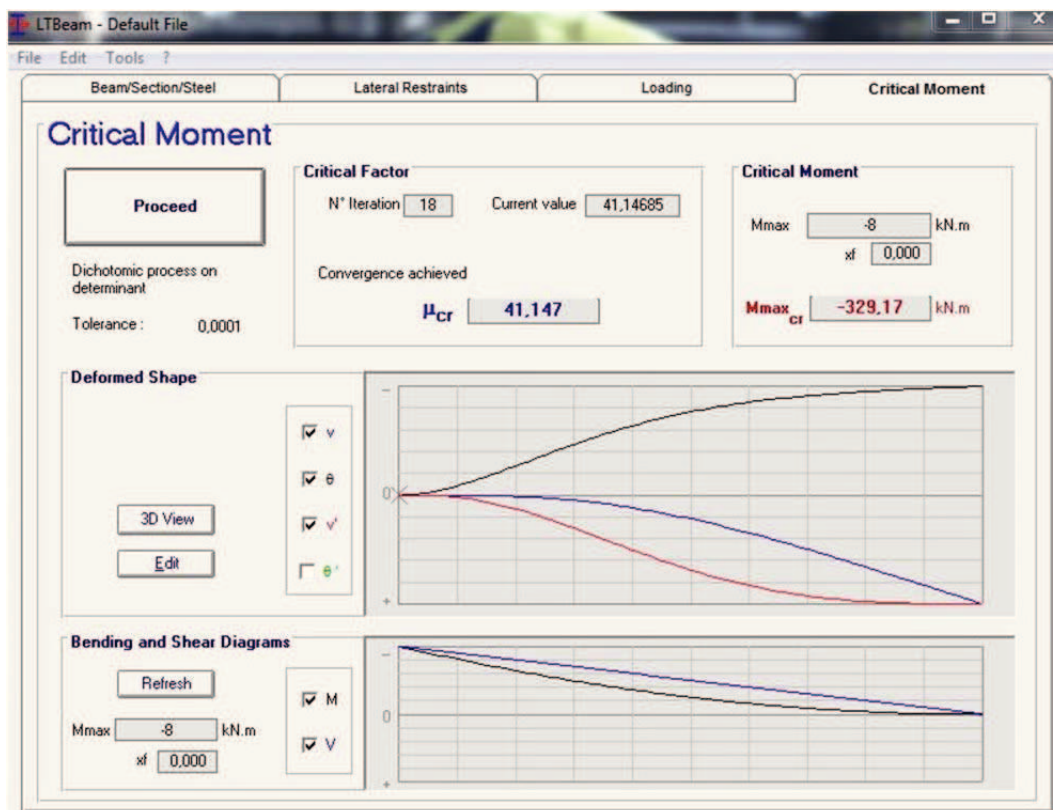 LTBeam - Default File
File Edit Tools ?
Beam/Section/Steel Lateral Restraints Loading Critical Moment
Critical Moment
Proceed
Dichotomic process on
determinant
Tolerance : 0,0001
Critical Factor
N° Iteration 18 Current value 41,14685
Convergence achieved
μcr 41,147
Critical Moment
Mmax -8 kN.m
xf 0,000
Mmaxcr -329,17 kN.m
Deformed Shape
v
θ
v'
θ'
3D View
Edit
−
0
+
Bending and Shear Diagrams
Refresh
Mmax -8 kN.m
xf 0,000
M
V
−
0
+